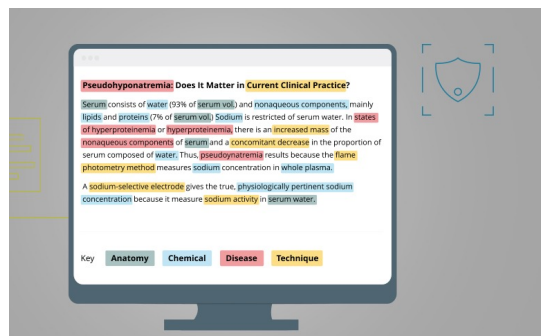 Pseudohyponatremia: Does It Matter in Current Clinical Practice?
Serum consists of water (93% of serum vol.) and nonaqueous components, mainly
lipids and proteins (7% of serum vol.) Sodium is restricted of serum water. In states
of hyperproteinemia or hyperproteinemia, there is an increased mass of the
nonaqueous components of serum and a concomitant decrease in the proportion of
serum composed of water. Thus, pseudoynatremia results because the flame
photometry method measures sodium concentration in whole plasma.
A sodium-selective electrode gives the true, physiologically pertinent sodium
concentration because it measure sodium activity in serum water.
Key Anatomy Chemical Disease Technique